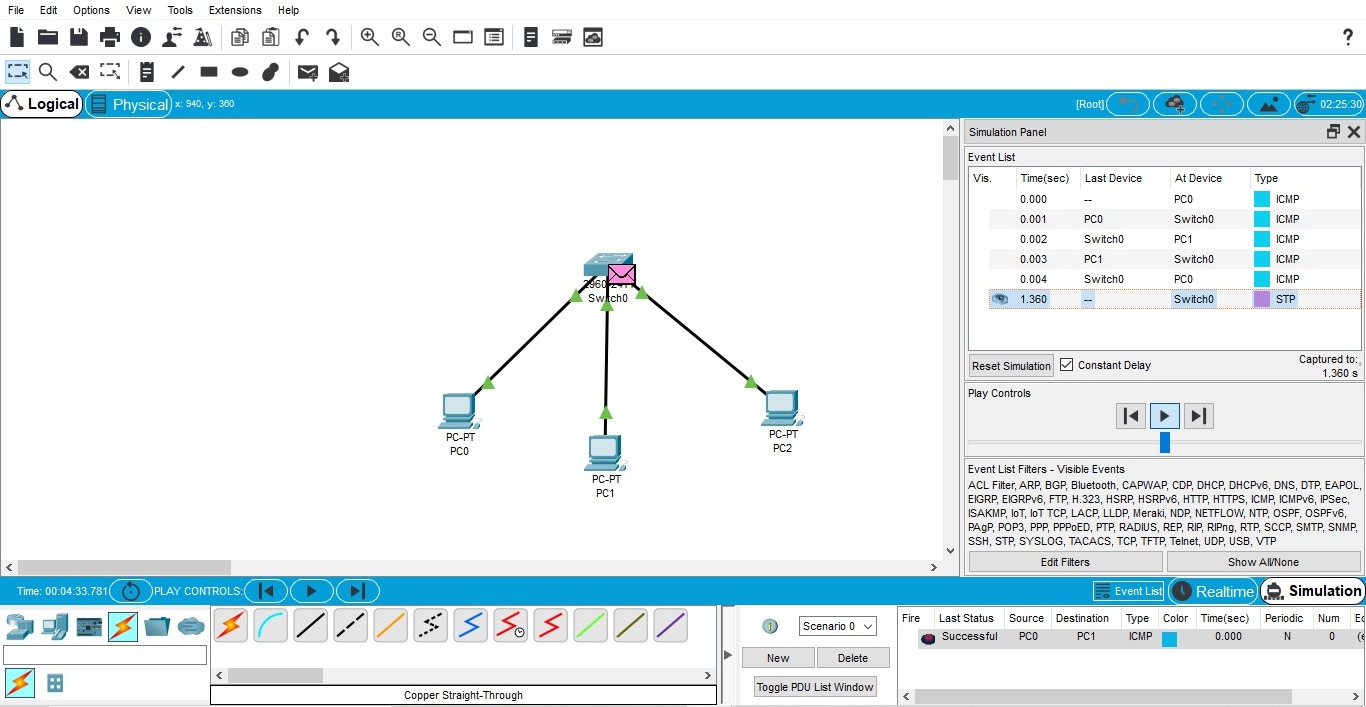 File Edit Options View Tools Extensions Help
?
Logical Physical x: 940, y: 360 [Root] 02:25:30
Simulation Panel
Event List
Vis. Time(sec) Last Device At Device Type
0.000 -- PC0 ICMP
0.001 PC0 Switch0 ICMP
0.002 Switch0 PC1 ICMP
0.003 PC1 Switch0 ICMP
0.004 Switch0 PC0 ICMP
1.360 -- Switch0 STP
Reset Simulation Constant Delay Captured to:
1.360 s
Play Controls
Event List Filters - Visible Events
ACL Filter, ARP, BGP, Bluetooth, CAPWAP, CDP, DHCP, DHCPv6, DNS, DTP, EAPOL,
EIGRP, EIGRPv6, FTP, H.323, HSRP, HSRPv6, HTTP, HTTPS, ICMP, ICMPv6, IPSec,
ISAKMP, IoT, IoT TCP, LACP, LLDP, Meraki, NDP, NETFLOW, NTP, OSPF, OSPFv6,
PAgP, POP3, PPP, PPPoED, PTP, RADIUS, REP, RIP, RIPng, RTP, SCCP, SMTP, SNMP,
SSH, STP, SYSLOG, TACACS, TCP, TFTP, Telnet, UDP, USB, VTP
Edit Filters Show All/None
Switch0
PC-PT
PC0
PC-PT
PC1
PC-PT
PC2
Time: 00:04:33.781 PLAY CONTROLS: Event List Realtime Simulation
Copper Straight-Through
Scenario 0
New Delete
Toggle PDU List Window
Fire Last Status Source Destination Type Color Time(sec) Periodic Num
Successful PC0 PC1 ICMP 0.000 N 0